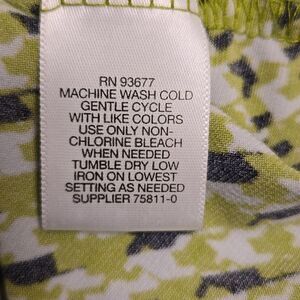 RN 93677
MACHINE WASH COLD
GENTLE CYCLE
WITH LIKE COLORS
USE ONLY NON-
CHLORINE BLEACH
WHEN NEEDED
TUMBLE DRY LOW
IRON ON LOWEST
SETTING AS NEEDED
SUPPLIER 75811-0